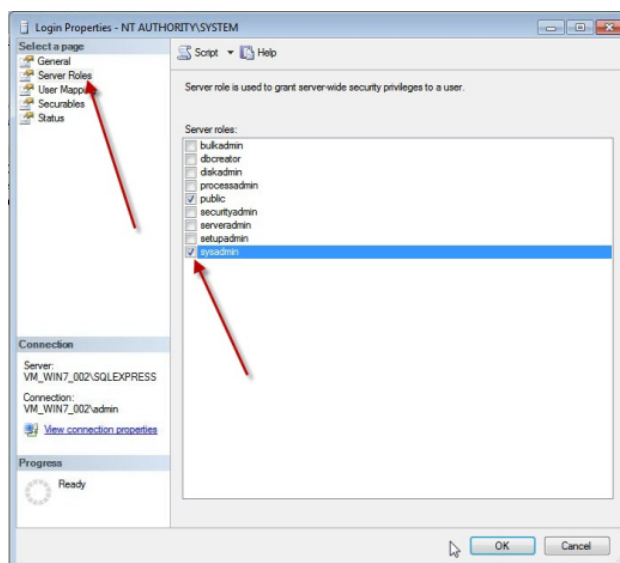 Login Properties - NT AUTHORITY\SYSTEM
Select a page
General
Server Roles
User Mapping
Securables
Status
Script
Help
Server role is used to grant server-wide security privileges to a user.
Server roles:
bulkadmin
dbcreator
diskadmin
processadmin
public
securityadmin
serveradmin
setupadmin
sysadmin
Connection
Server:
VM_WIN7_002\SQLEXPRESS
Connection:
VM_WIN7_002\admin
View connection properties
Progress
Ready
OK
Cancel